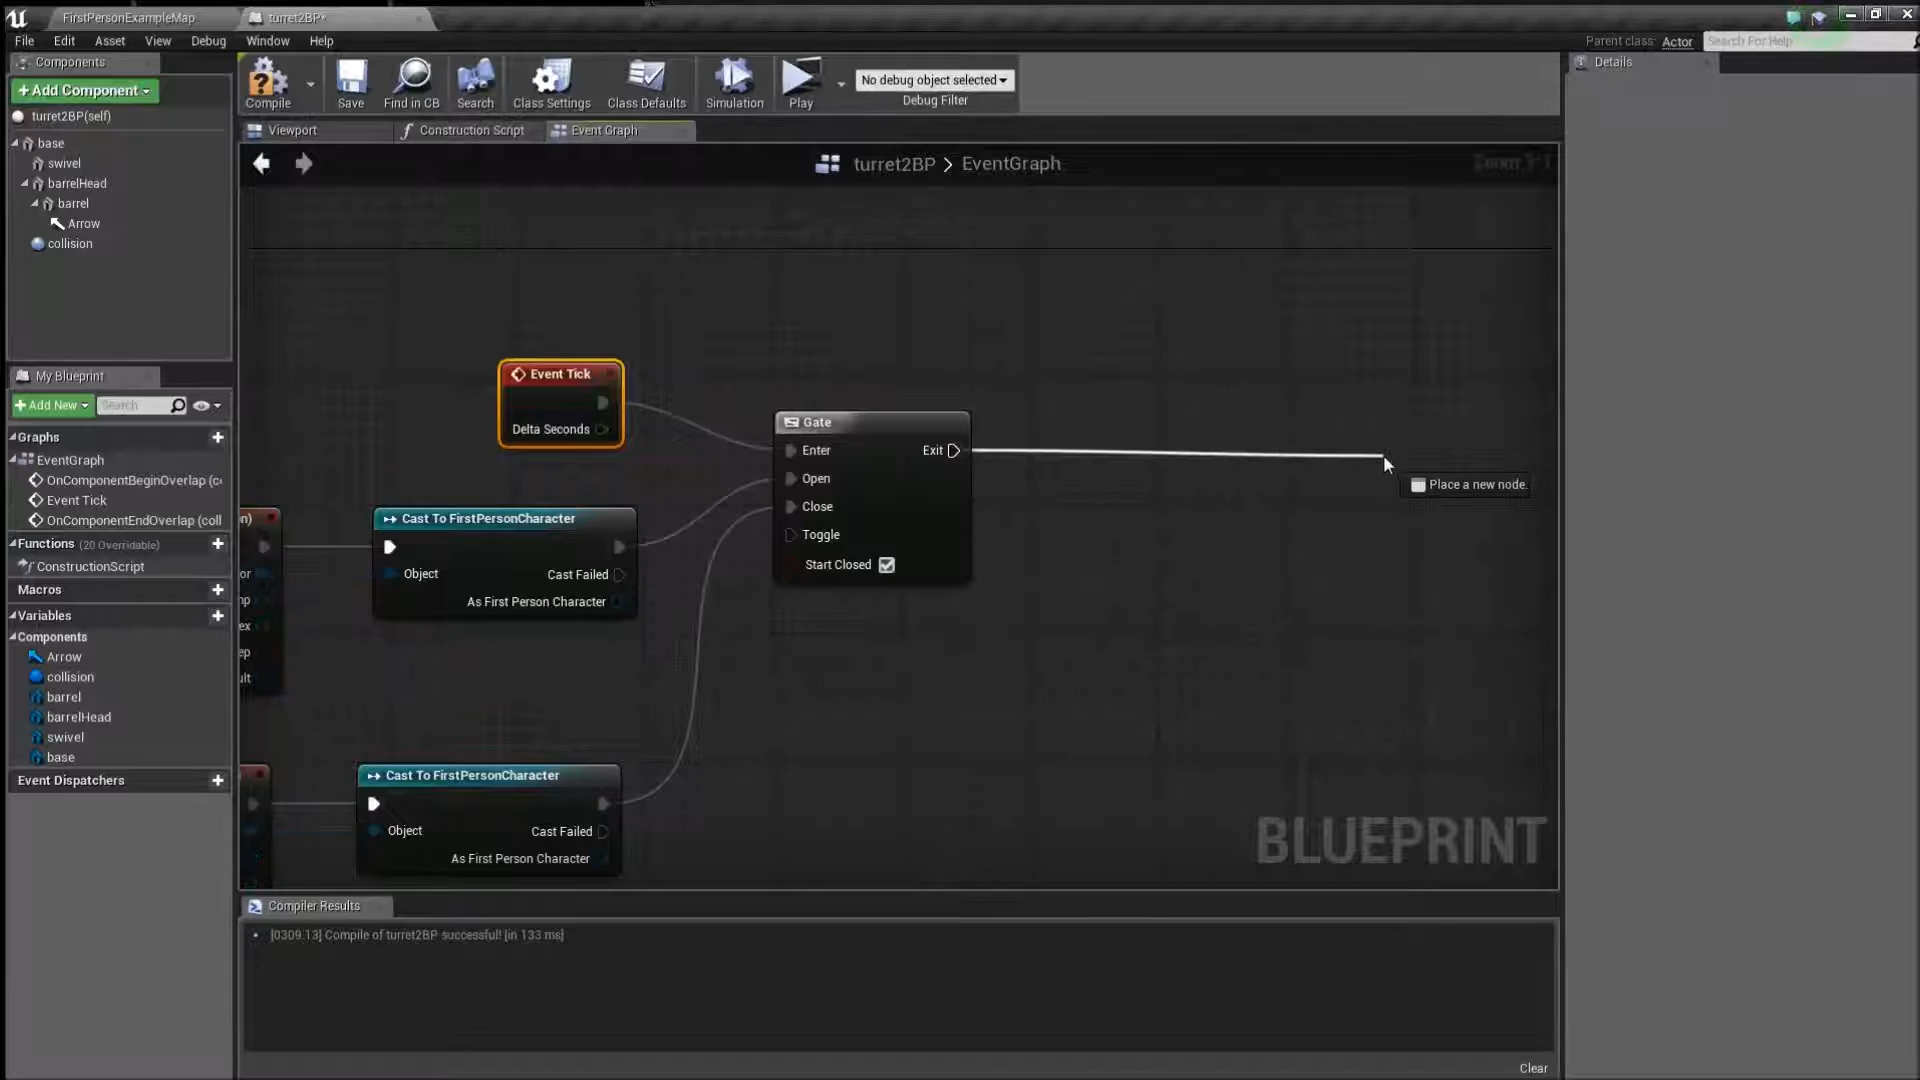 FirstPersonExampleMap
turret2BP*
File Edit Asset View Debug Window Help
Parent class: Actor
Search For Help
Components
+ Add Component
turret2BP(self)
base
swivel
barrelHead
barrel
Arrow
collision
Compile
Save
Find in CB
Search
Class Settings
Class Defaults
Simulation
Play
No debug object selected
Debug Filter
Details
Viewport
Construction Script
Event Graph
turret2BP > EventGraph
My Blueprint
+ Add New
Search
Graphs
EventGraph
OnComponentBeginOverlap (c
Event Tick
OnComponentEndOverlap (coll
Functions (20 Overridable)
ConstructionScript
Macros
Variables
Components
Arrow
collision
barrel
barrelHead
swivel
base
Event Dispatchers
Event Tick
Delta Seconds
Gate
Enter
Exit
Open
Close
Toggle
Start Closed
Place a new node.
Cast To FirstPersonCharacter
Object
Cast Failed
As First Person Character
Cast To FirstPersonCharacter
Object
Cast Failed
As First Person Character
BLUEPRINT
Compiler Results
[0309.13] Compile of turret2BP successful! [in 133 ms]
Clear